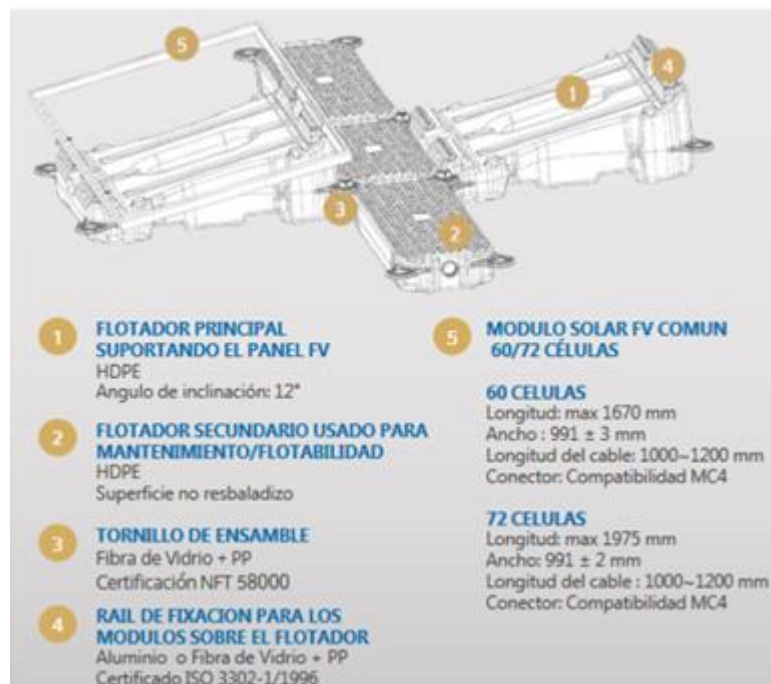 5
4
1
3
2
1
FLOTADOR PRINCIPAL
SUPORTANDO EL PANEL FV
HDPE
Angulo de inclinación: 12°
2
FLOTADOR SECUNDARIO USADO PARA
MANTENIMIENTO/FLOTABILIDAD
HDPE
Superficie no resbaladizo
3
TORNILLO DE ENSAMBLE
Fibra de Vidrio + PP
Certificación NFT 58000
4
RAIL DE FIXACION PARA LOS
MODULOS SOBRE EL FLOTADOR
Aluminio o Fibra de Vidrio + PP
Certificado ISO 3302-1/1996
5
MODULO SOLAR FV COMUN
60/72 CÉLULAS
60 CELULAS
Longitud: max 1670 mm
Ancho : 991 ± 3 mm
Longitud del cable: 1000~1200 mm
Conector: Compatibilidad MC4
72 CELULAS
Longitud: max 1975 mm
Ancho: 991 ± 2 mm
Longitud del cable : 1000~1200 mm
Conector: Compatibilidad MC4